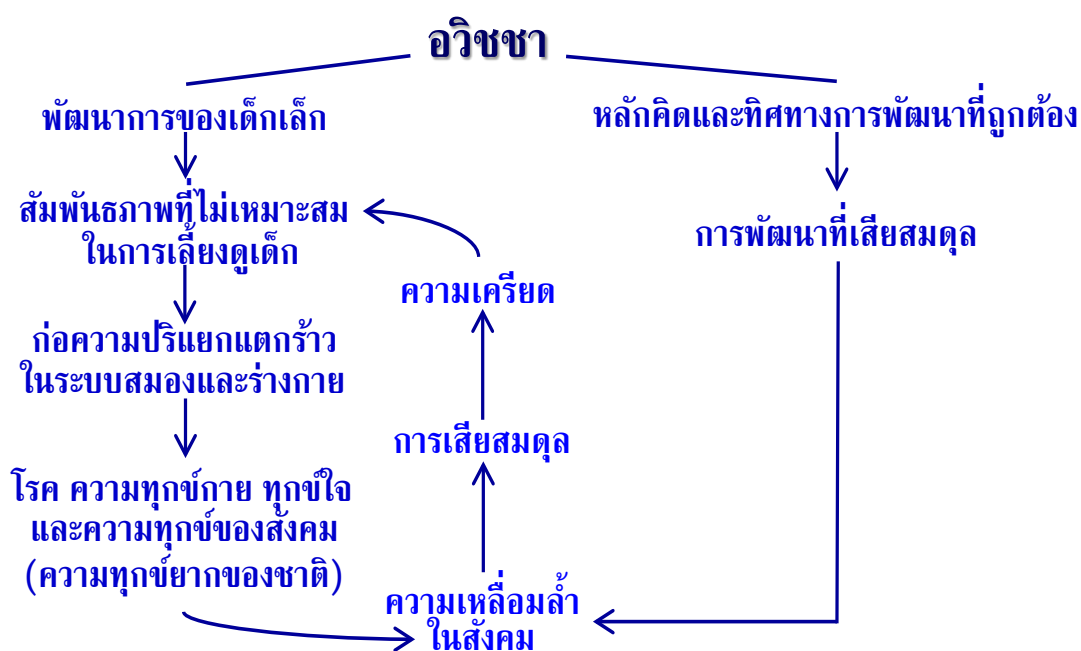 อวิชชา
พัฒนาการของเด็กเล็ก
หลักคิดและทิศทางการพัฒนาที่ถูกต้อง
สัมพันธภาพที่ไม่เหมาะสม
ในการเลี้ยงดูเด็ก
การพัฒนาที่เสียสมดุล
ความเครียด
ก่อความปริแยกแตกร้าว
ในระบบสมองและร่างกาย
การเสียสมดุล
โรค ความทุกข์กาย ทุกข์ใจ
และความทุกข์ของสังคม
(ความทุกข์ยากของชาติ)
ความเหลื่อมล้ำ
ในสังคม